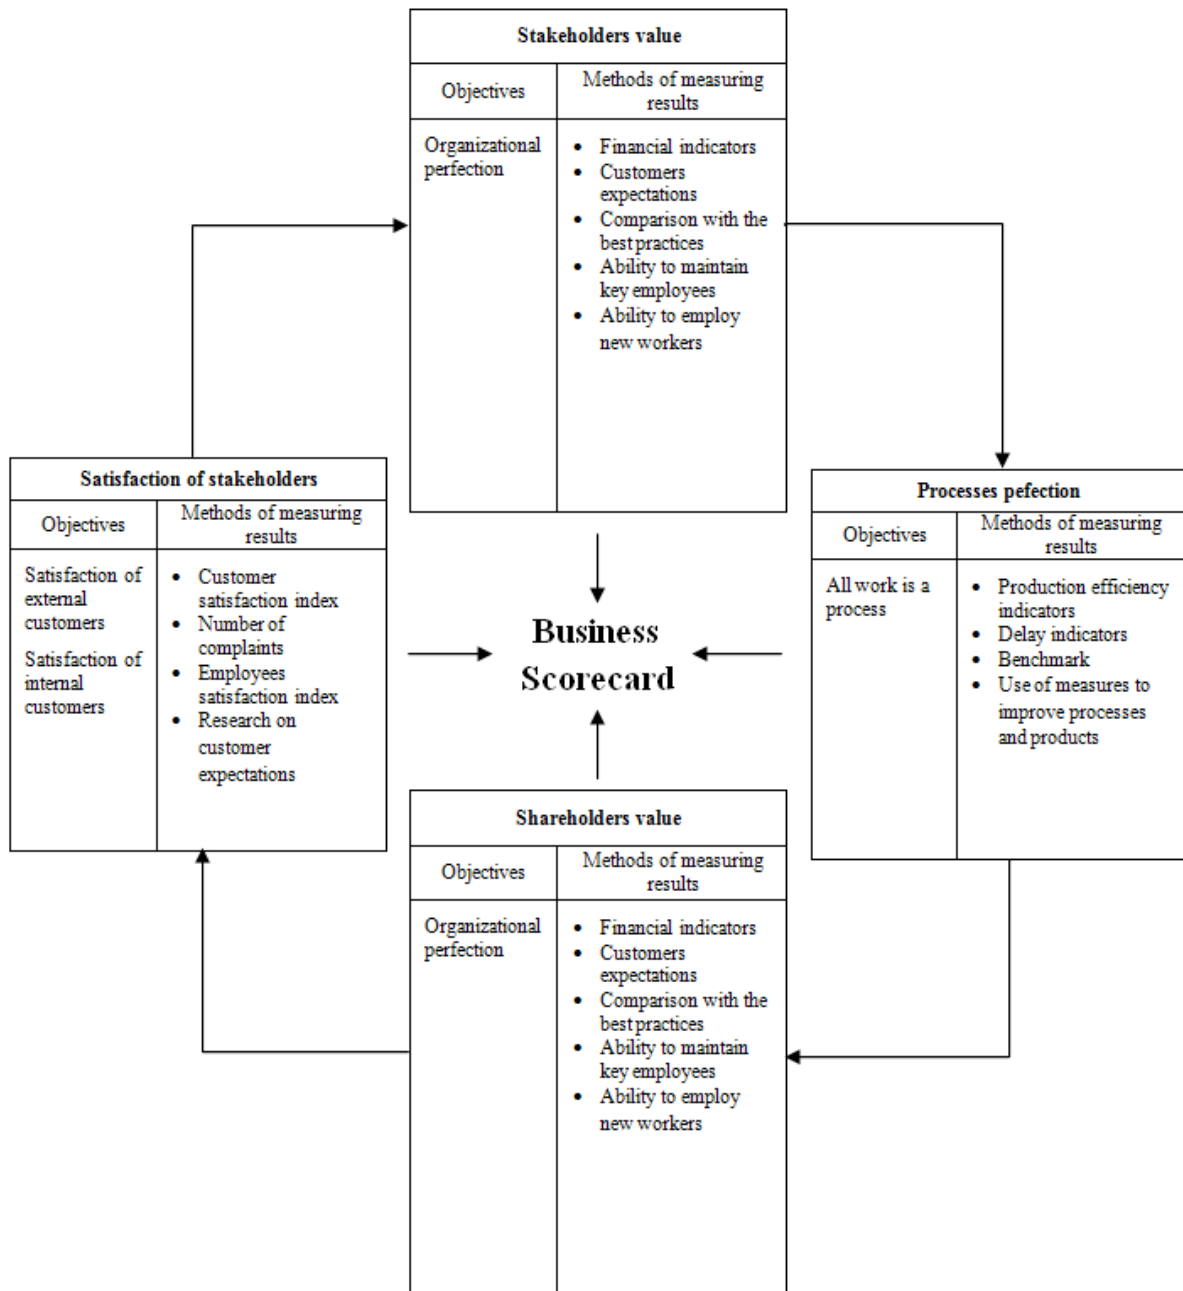 Stakeholders value
Objectives
Methods of measuring
results
Organizational
perfection
• Financial indicators
• Customers
expectations
• Comparison with the
best practices
• Ability to maintain
key employees
• Ability to employ
new workers
Satisfaction of stakeholders
Objectives
Methods of measuring
results
Satisfaction of
external
customers
Satisfaction of
internal
customers
• Customer
satisfaction index
• Number of
complaints
• Employees
satisfaction index
• Research on
customer
expectations
Business
Scorecard
Processes pefection
Objectives
Methods of measuring
results
All work is a
process
• Production efficiency
indicators
• Delay indicators
• Benchmark
• Use of measures to
improve processes
and products
Shareholders value
Objectives
Methods of measuring
results
Organizational
perfection
• Financial indicators
• Customers
expectations
• Comparison with the
best practices
• Ability to maintain
key employees
• Ability to employ
new workers